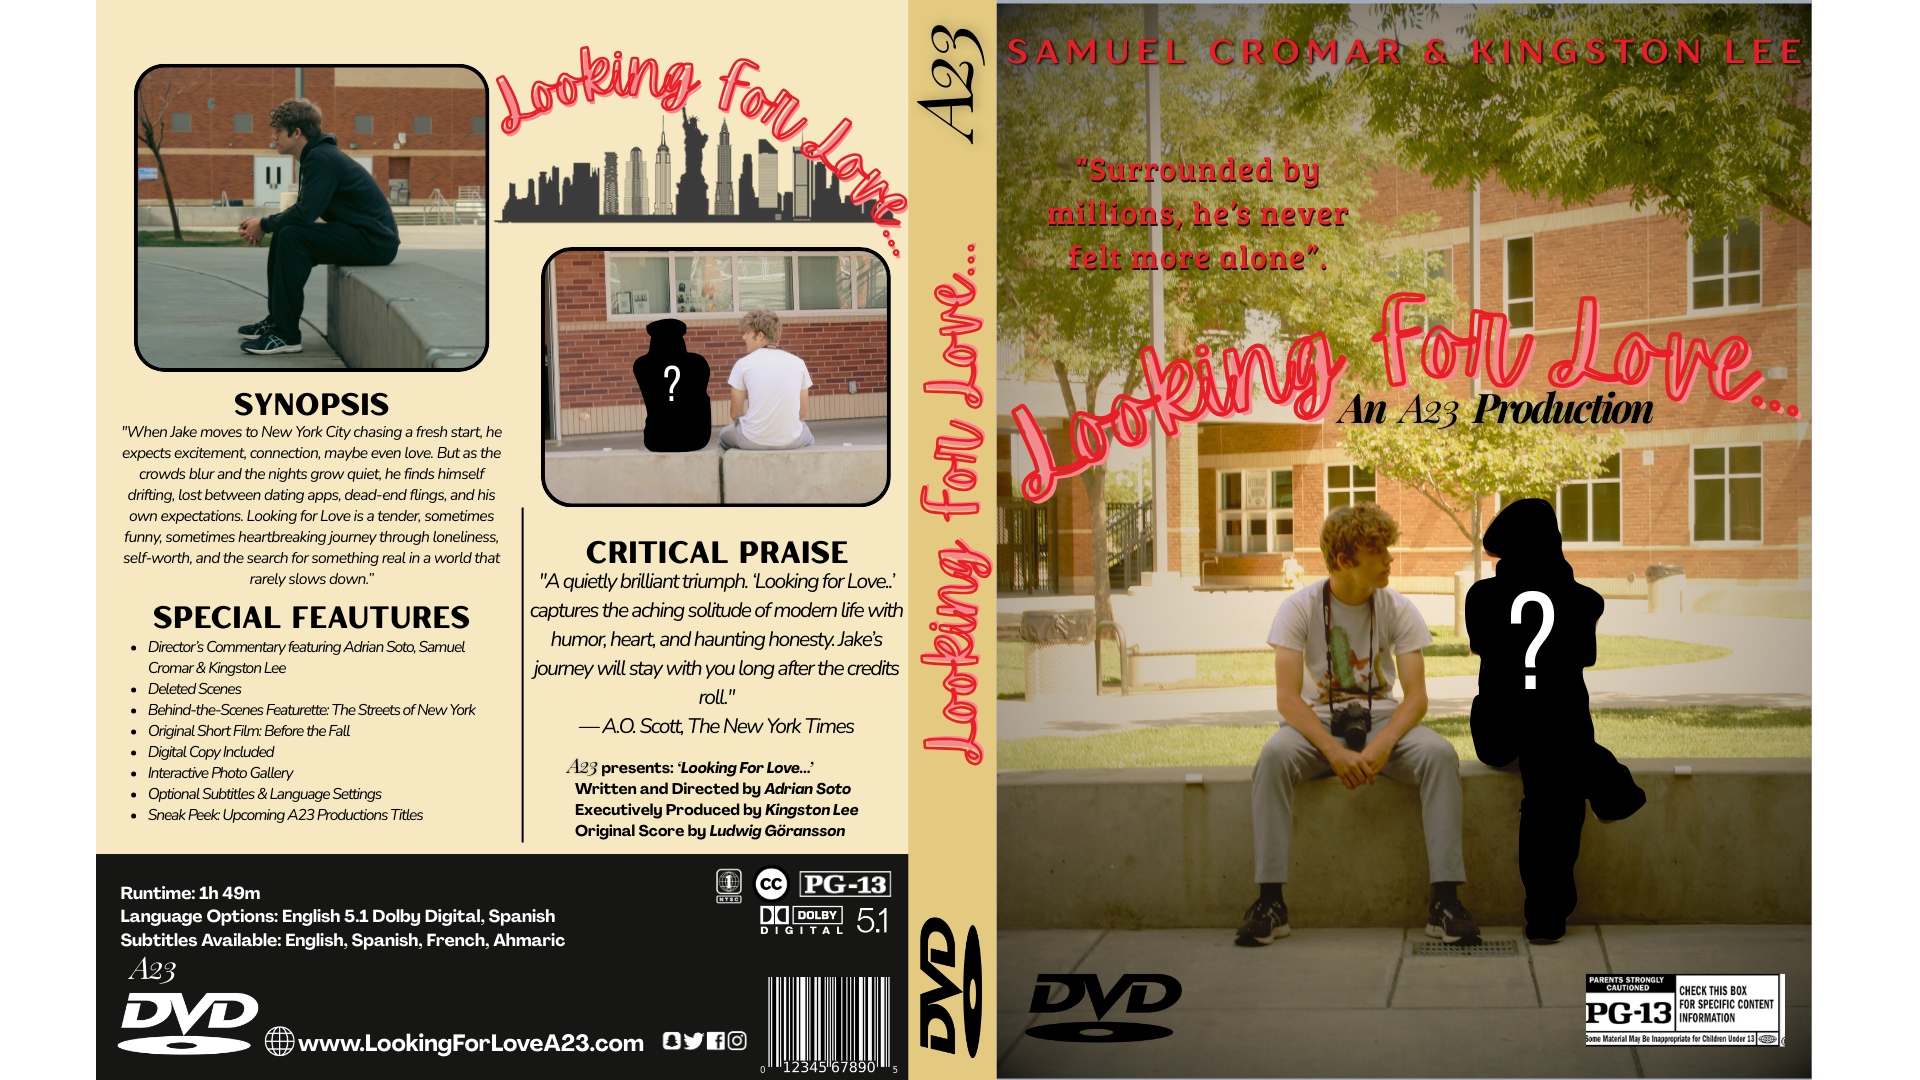 Looking For Love...
SYNOPSIS
"When Jake moves to New York City chasing a fresh start, he
expects excitement, connection, maybe even love. But as the
crowds blur and the nights grow quiet, he finds himself
drifting, lost between dating apps, dead-end flings, and his
own expectations. Looking for Love is a tender, sometimes
funny, sometimes heartbreaking journey through loneliness,
self-worth, and the search for something real in a world that
rarely slows down.”
SPECIAL FEAUTURES
• Director’s Commentary featuring Adrian Soto, Samuel
Cromar & Kingston Lee
• Deleted Scenes
• Behind-the-Scenes Featurette: The Streets of New York
• Original Short Film: Before the Fall
• Digital Copy Included
• Interactive Photo Gallery
• Optional Subtitles & Language Settings
• Sneak Peek: Upcoming A23 Productions Titles
?
CRITICAL PRAISE
"A quietly brilliant triumph. ‘Looking for Love..’
captures the aching solitude of modern life with
humor, heart, and haunting honesty. Jake’s
journey will stay with you long after the credits
roll."
— A.O. Scott, The New York Times
A23 presents: ‘Looking For Love...’
Written and Directed by Adrian Soto
Executively Produced by Kingston Lee
Original Score by Ludwig Göransson
Runtime: 1h 49m
Language Options: English 5.1 Dolby Digital, Spanish
Subtitles Available: English, Spanish, French, Ahmaric
A23
DVD
www.LookingForLoveA23.com
1
NTSC
CC
PG-13
DOLBY
DIGITAL
5.1
0 12345 67890 5
A23
Looking For Love...
DVD
SAMUEL CROMAR & KINGSTON LEE
“Surrounded by
millions, he’s never
felt more alone”.
Looking For Love...
An A23 Production
?
DVD
PARENTS STRONGLY
CAUTIONED
PG-13
CHECK THIS BOX
FOR SPECIFIC CONTENT
INFORMATION
Some Material May Be Inappropriate for Children Under 13